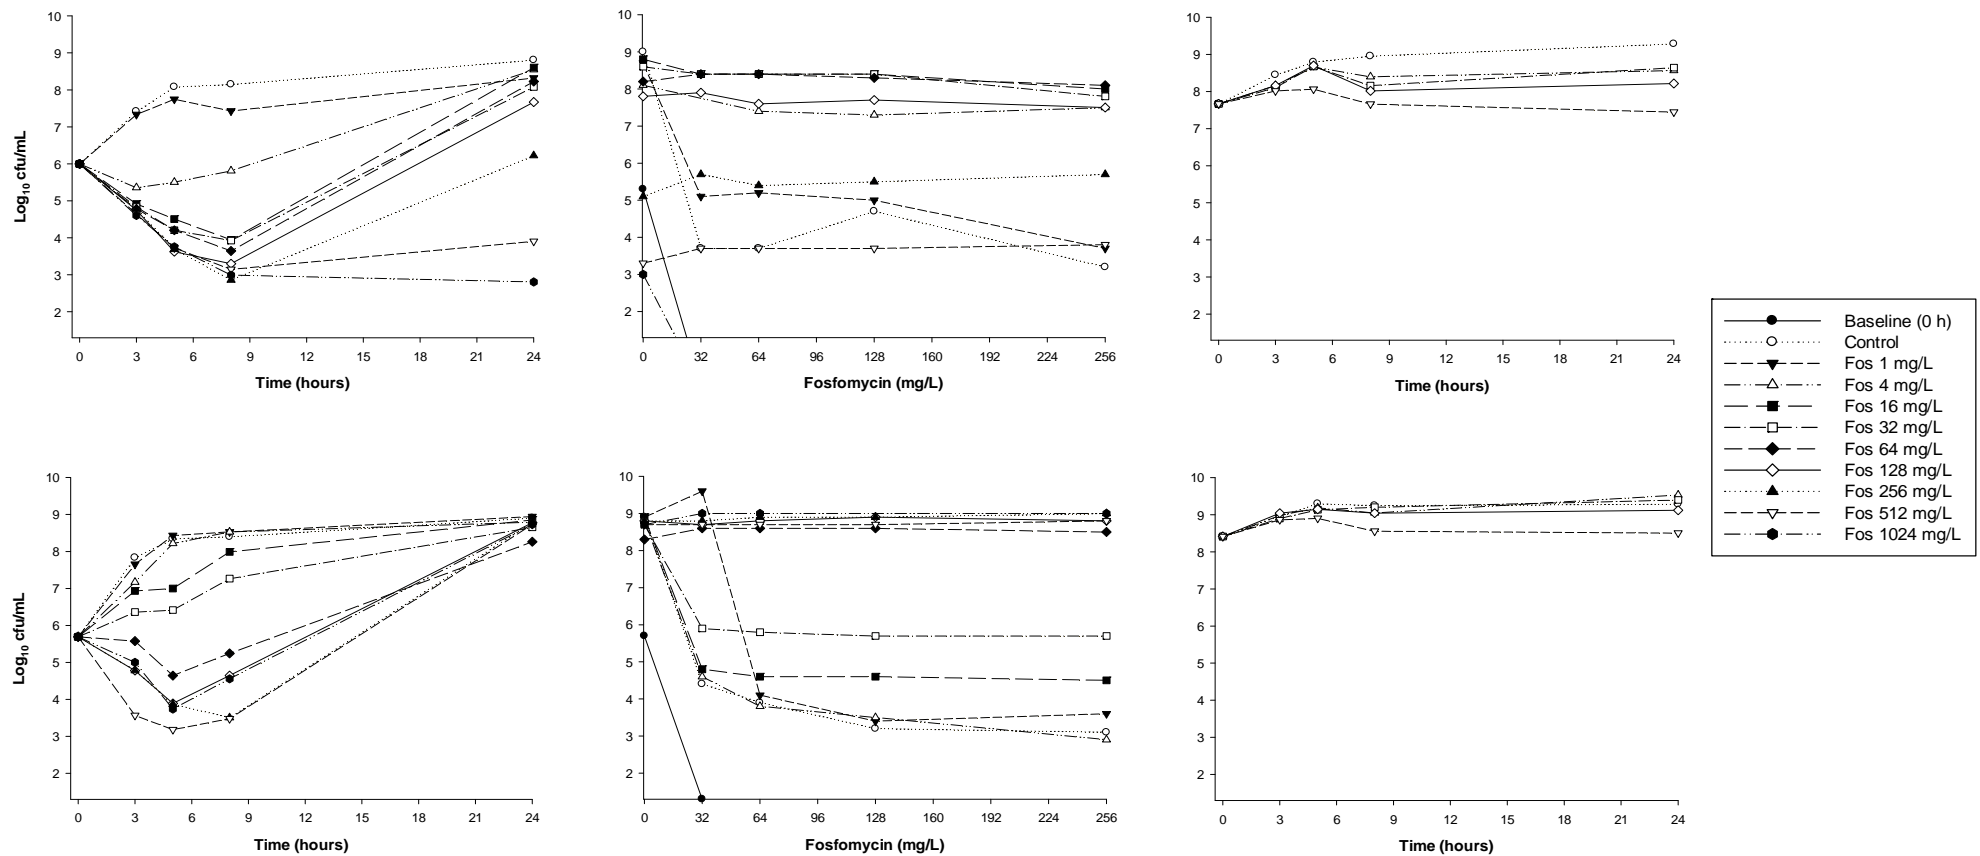 10
9
8
7
6
5
4
3
2
Log10 cfu/mL
0 3 6 9 12 15 18 21 24
Time (hours)
10
9
8
7
6
5
4
3
2
0 32 64 96 128 160 192 224 256
Fosfomycin (mg/L)
10
9
8
7
6
5
4
3
2
0 3 6 9 12 15 18 21 24
Time (hours)
Baseline (0 h)
Control
Fos 1 mg/L
Fos 4 mg/L
Fos 16 mg/L
Fos 32 mg/L
Fos 64 mg/L
Fos 128 mg/L
Fos 256 mg/L
Fos 512 mg/L
Fos 1024 mg/L
10
9
8
7
6
5
4
3
2
Log10 cfu/mL
0 3 6 9 12 15 18 21 24
Time (hours)
10
9
8
7
6
5
4
3
2
0 32 64 96 128 160 192 224 256
Fosfomycin (mg/L)
10
9
8
7
6
5
4
3
2
0 3 6 9 12 15 18 21 24
Time (hours)